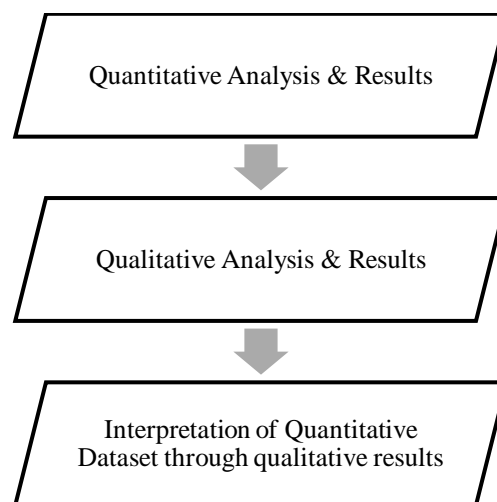 Quantitative Analysis & Results
Qualitative Analysis & Results
Interpretation of Quantitative
Dataset through qualitative results